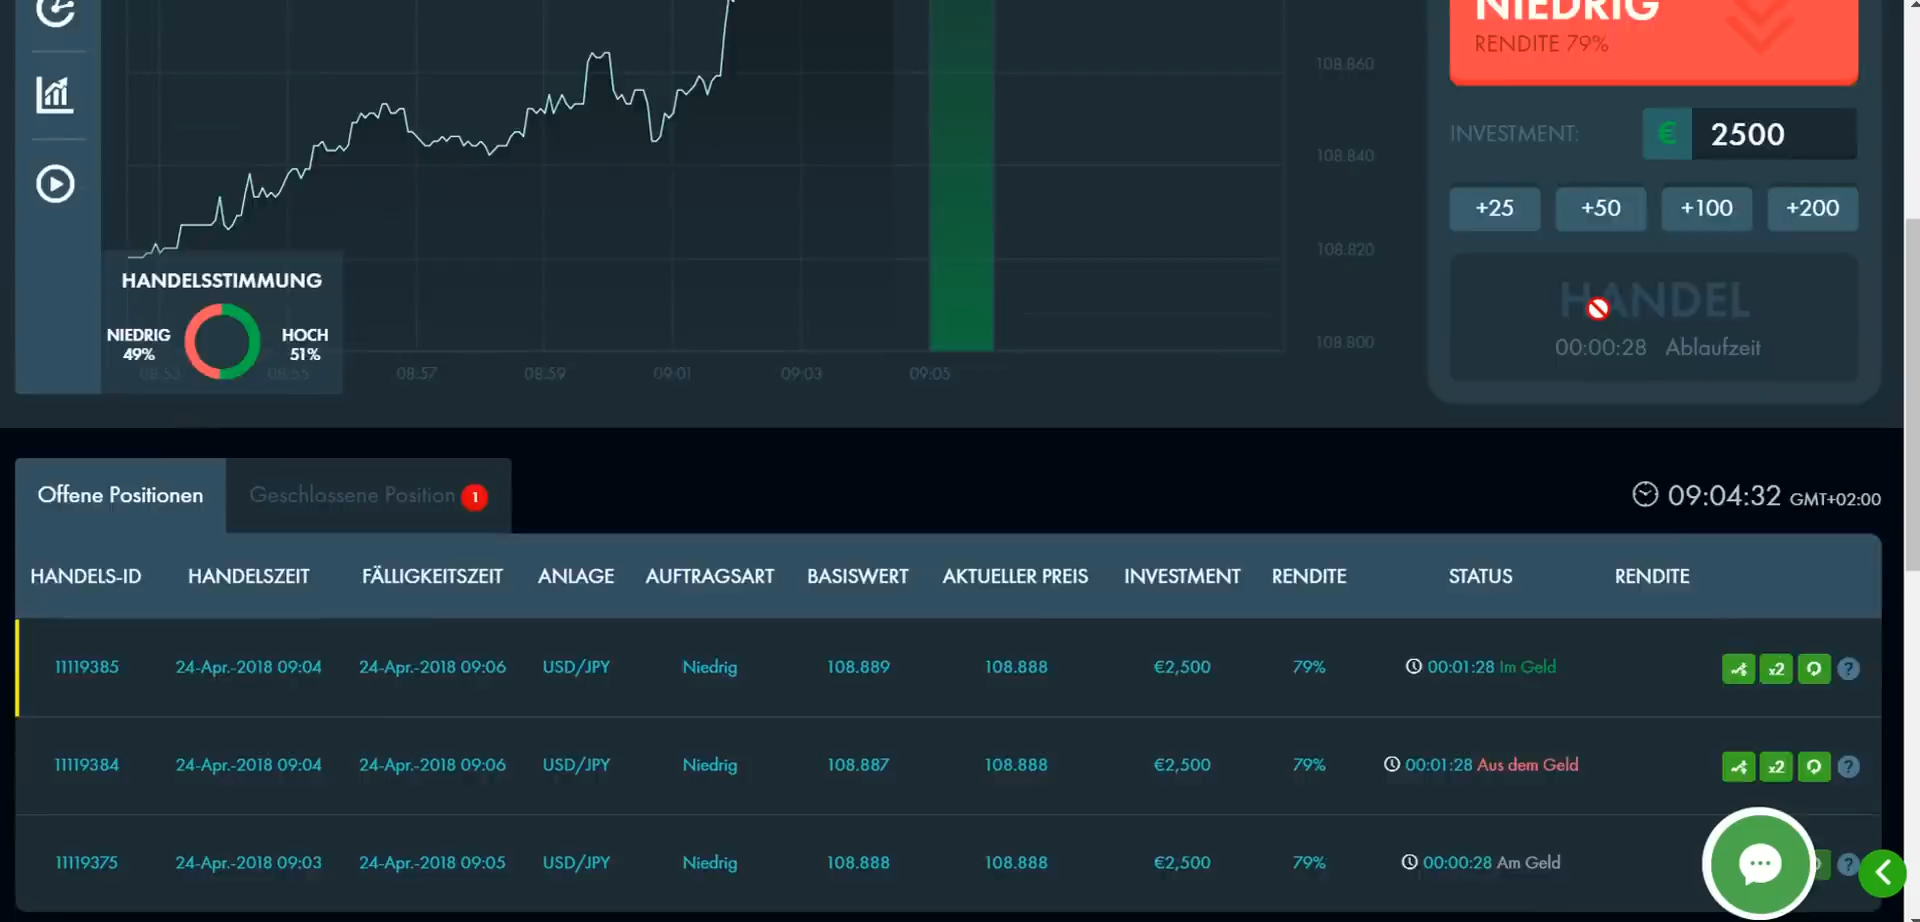 NIEDRIG
RENDITE 79%
108.860
INVESTMENT: € 2500
108.840
+25 +50 +100 +200
108.820
HANDELSSTIMMUNG
HANDEL
NIEDRIG HOCH
49% 51%
108.800
00:00:28 Ablaufzeit
08:53 08:55 08:57 08:59 09:01 09:03 09:05
Offene Positionen Geschlossene Position 1
09:04:32 GMT+02:00
HANDELS-ID HANDELSZEIT FÄLLIGKEITSZEIT ANLAGE AUFTRAGSART BASISWERT AKTUELLER PREIS INVESTMENT RENDITE STATUS RENDITE
11119385 24-Apr.-2018 09:04 24-Apr.-2018 09:06 USD/JPY Niedrig 108.889 108.888 €2,500 79% 00:01:28 Im Geld x2 ?
11119384 24-Apr.-2018 09:04 24-Apr.-2018 09:06 USD/JPY Niedrig 108.887 108.888 €2,500 79% 00:01:28 Aus dem Geld x2 ?
11119375 24-Apr.-2018 09:03 24-Apr.-2018 09:05 USD/JPY Niedrig 108.888 108.888 €2,500 79% 00:00:28 Am Geld ?